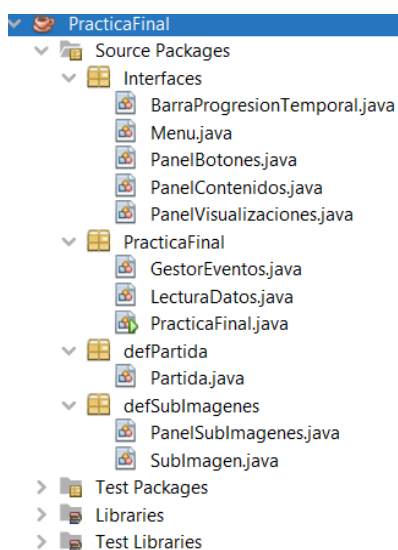 PracticaFinal
Source Packages
Interfaces
BarraProgresionTemporal.java
Menu.java
PanelBotones.java
PanelContenidos.java
PanelVisualizaciones.java
PracticaFinal
GestorEventos.java
LecturaDatos.java
PracticaFinal.java
defPartida
Partida.java
defSubImagenes
PanelSubImagenes.java
SubImagen.java
Test Packages
Libraries
Test Libraries